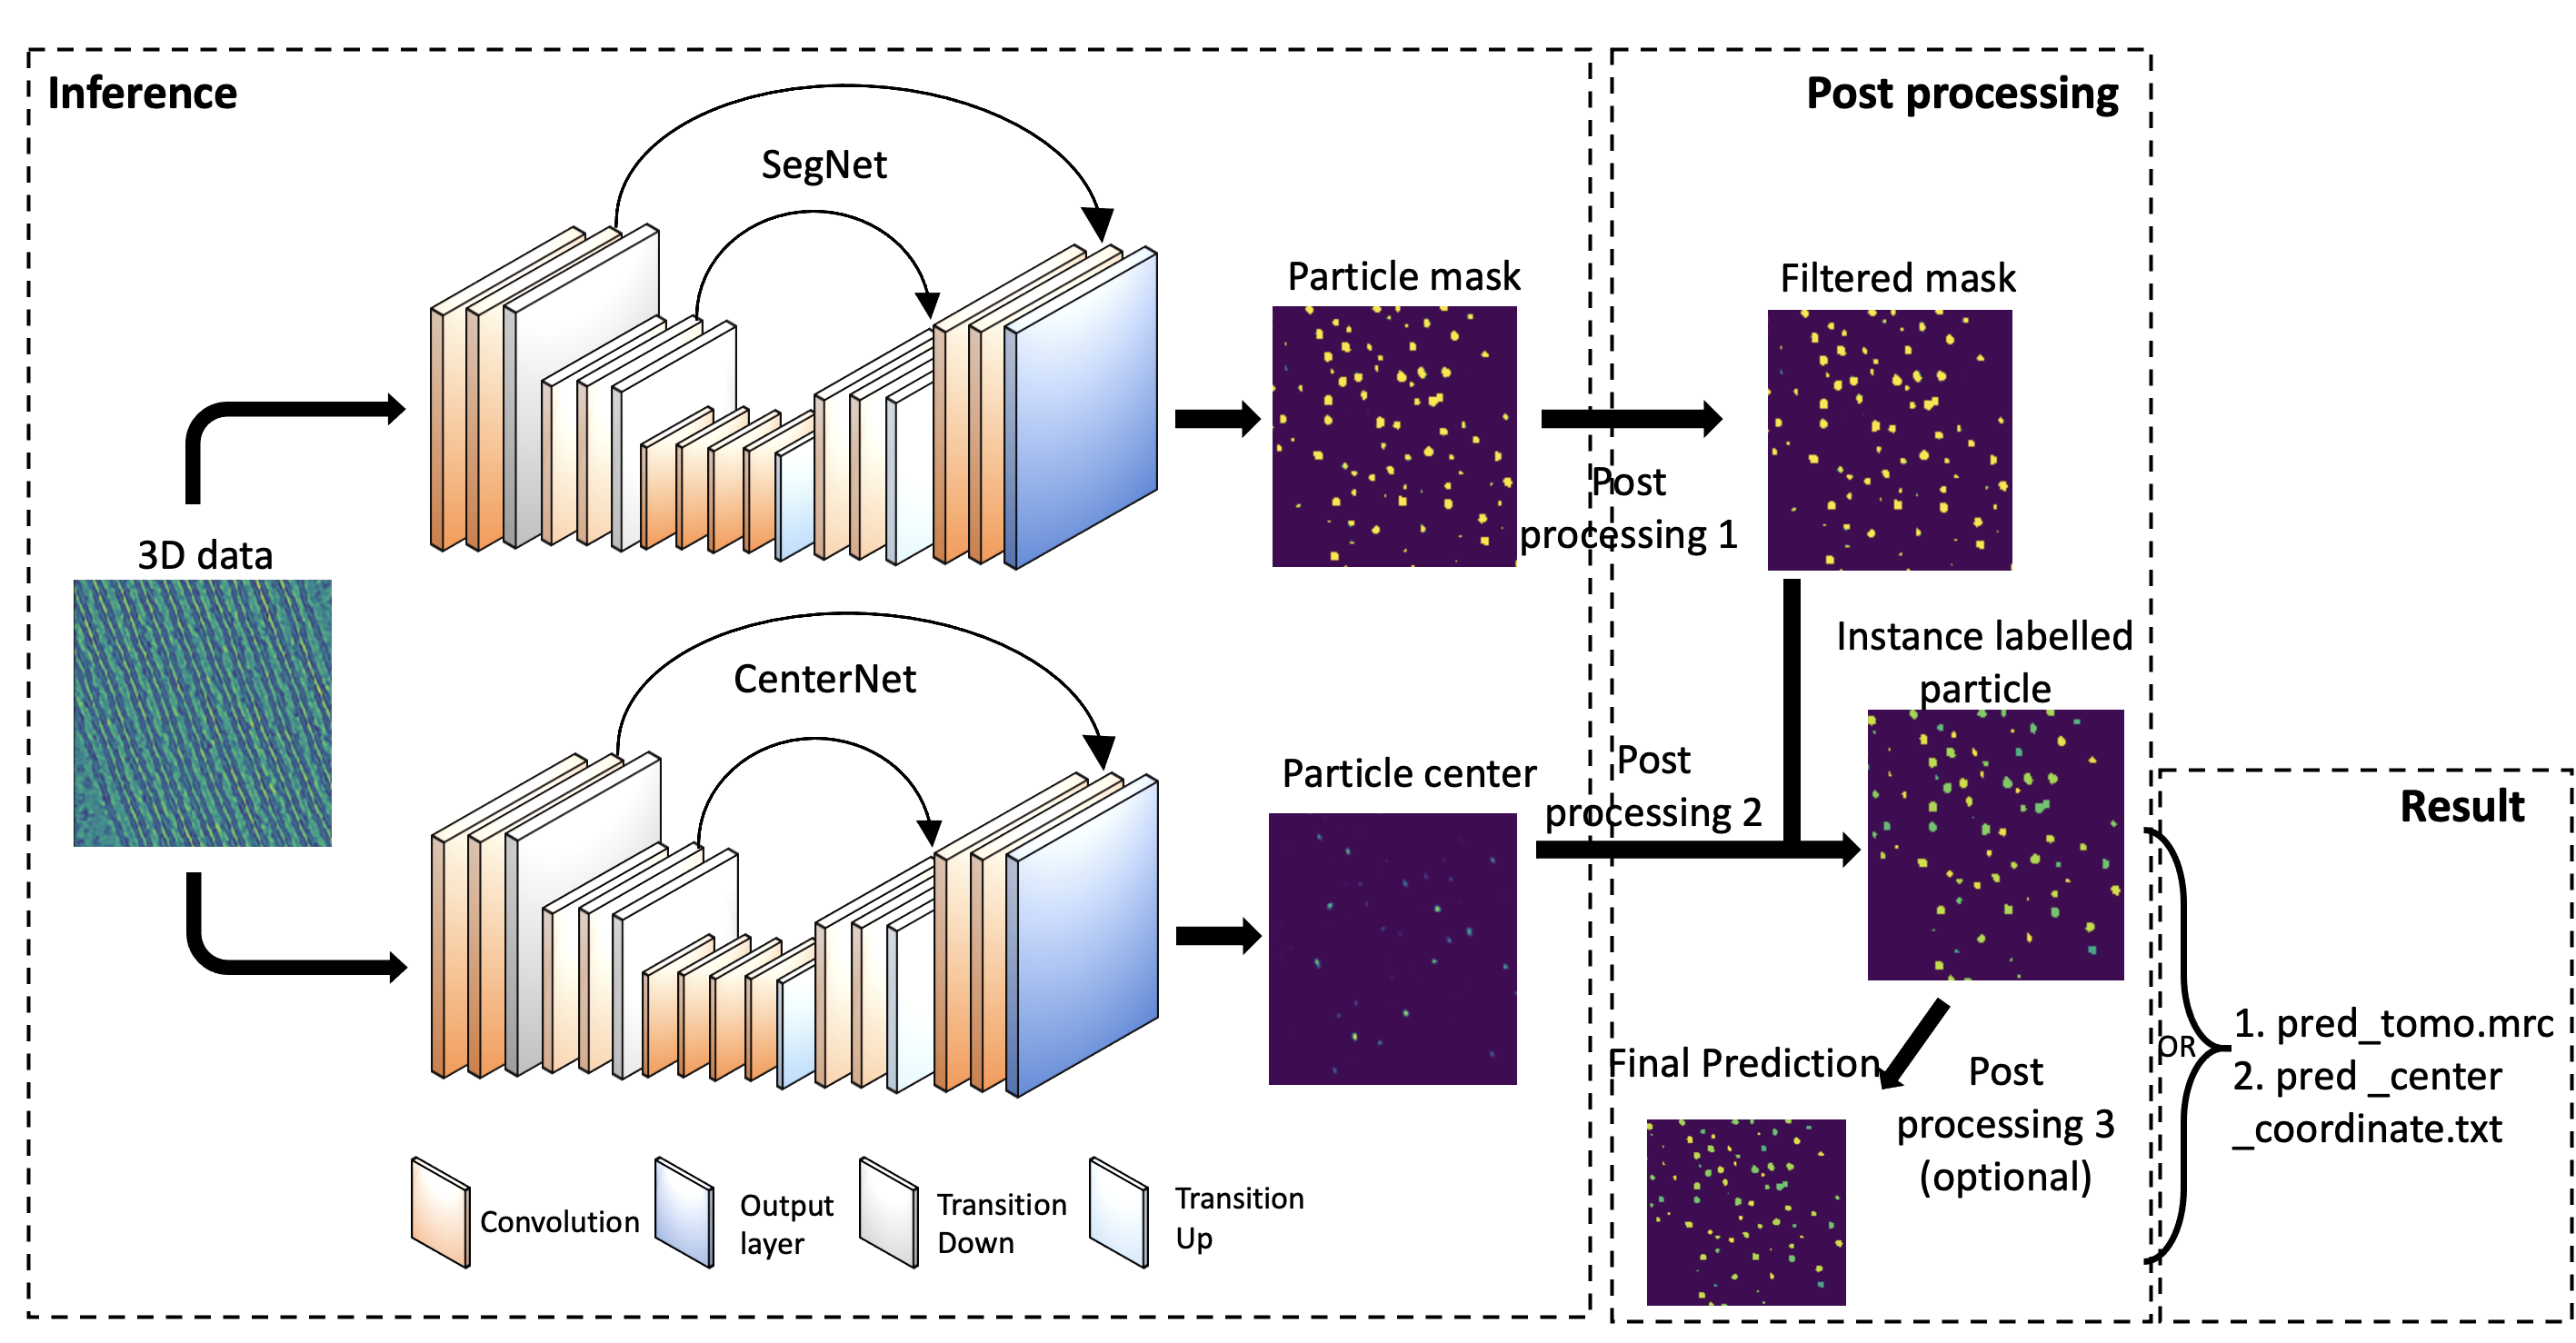 Inference
Post processing
SegNet
Particle mask
Filtered mask
Post
processing 1
3D data
Instance labelled
particle
CenterNet
Particle center
Post
processing 2
Result
Final Prediction
Post
processing 3
(optional)
OR
1. pred_tomo.mrc
2. pred _center
_coordinate.txt
Convolution
Output
layer
Transition
Down
Transition
Up